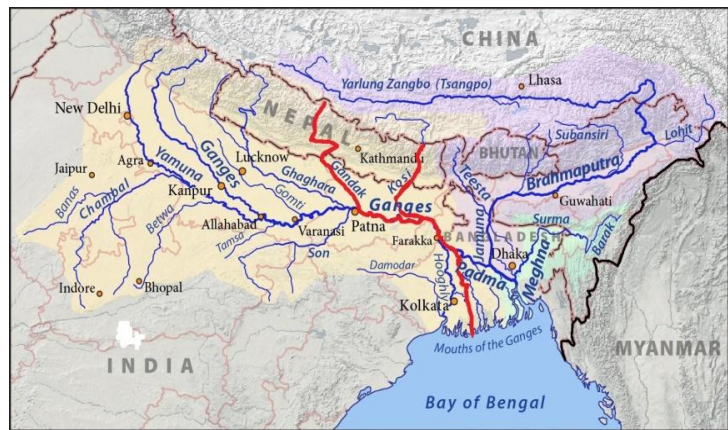 CHINA
Yarlung Zangbo (Tsangpo)
Lhasa
New Delhi
NEPAL
Subansiri
Lohit
BHUTAN
Agra
Yamuna
Ganges
Lucknow
Kathmandu
Gandak
Kosi
Teesta
Brahmaputra
Jaipur
Ghaghara
Guwahati
Banas
Chambal
Kanpur
Gomti
Ganges
Betwa
Allahabad
Varanasi
Patna
Jamuna
Surma
Tamsa
Son
Farakka
BANGLADESH
Barak
Dhaka
Meghna
Damodar
Hooghly
Padma
Indore
Bhopal
Kolkata
Mouths of the Ganges
INDIA
MYANMAR
Bay of Bengal